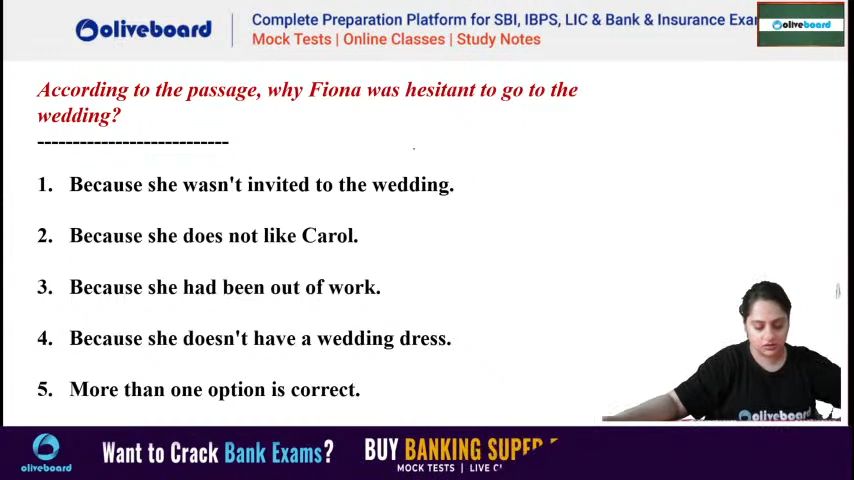 oliveboard
Complete Preparation Platform for SBI, IBPS, LIC & Bank & Insurance Exa
Mock Tests | Online Classes | Study Notes
oliveboard
According to the passage, why Fiona was hesitant to go to the
wedding?
---------------------------
1. Because she wasn't invited to the wedding.
2. Because she does not like Carol.
3. Because she had been out of work.
4. Because she doesn't have a wedding dress.
5. More than one option is correct.
oliveboard
oliveboard
Want to Crack Bank Exams?
BUY BANKING SUPER
MOCK TESTS | LIVE